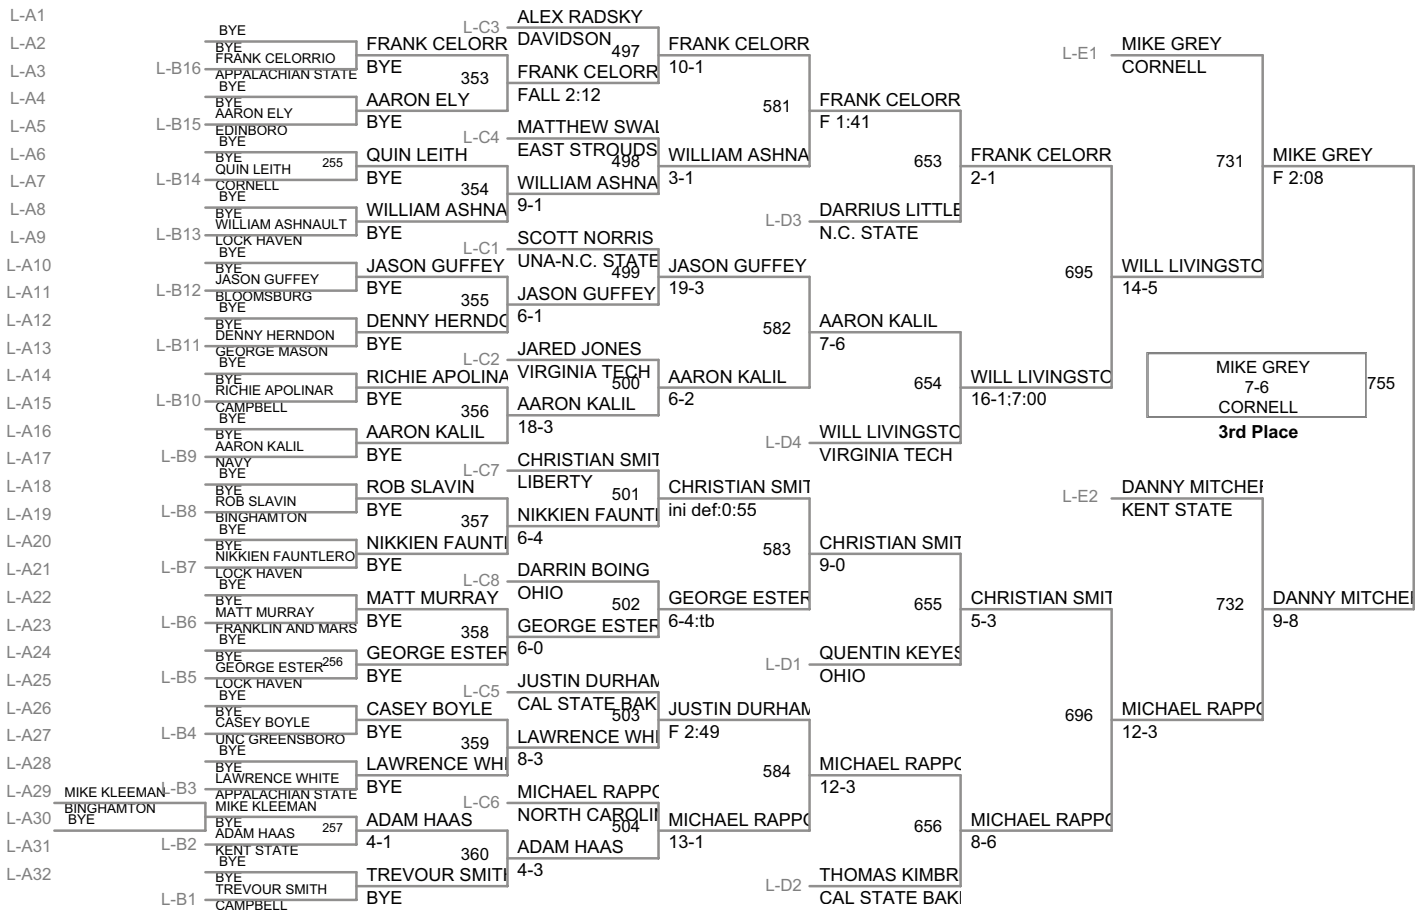 L-A1
L-A2
L-A3
L-A4
L-A5
L-A6
L-A7
L-A8
L-A9
L-A10
L-A11
L-A12
L-A13
L-A14
L-A15
L-A16
L-A17
L-A18
L-A19
L-A20
L-A21
L-A22
L-A23
L-A24
L-A25
L-A26
L-A27
L-A28
L-A29
L-A30
L-A31
L-A32
MIKE KLEEMAN
BINGHAMTON
BYE
BYE
BYE
L-B16
FRANK CELORRIO
APPALACHIAN STATE
BYE
BYE
L-B15
AARON ELY
EDINBORO
BYE
BYE
255
L-B14
QUIN LEITH
CORNELL
BYE
BYE
L-B13
WILLIAM ASHNAULT
LOCK HAVEN
BYE
BYE
L-B12
JASON GUFFEY
BLOOMSBURG
BYE
BYE
L-B11
DENNY HERNDON
GEORGE MASON
BYE
BYE
L-B10
RICHIE APOLINAR
CAMPBELL
BYE
BYE
L-B9
AARON KALIL
NAVY
BYE
BYE
L-B8
ROB SLAVIN
BINGHAMTON
BYE
BYE
L-B7
NIKKIEN FAUNTLERO
LOCK HAVEN
BYE
BYE
L-B6
MATT MURRAY
FRANKLIN AND MARS
BYE
BYE
L-B5
GEORGE ESTER
256
LOCK HAVEN
BYE
BYE
L-B4
CASEY BOYLE
UNC GREENSBORO
BYE
BYE
L-B3
LAWRENCE WHITE
APPALACHIAN STATE
MIKE KLEEMAN
BYE
257
L-B2
ADAM HAAS
KENT STATE
BYE
BYE
L-B1
TREVOUR SMITH
CAMPBELL
FRANK CELORR
BYE
353
AARON ELY
BYE
QUIN LEITH
BYE
354
WILLIAM ASHNA
BYE
JASON GUFFEY
BYE
355
DENNY HERNDO
BYE
RICHIE APOLINA
BYE
356
AARON KALIL
BYE
ROB SLAVIN
BYE
357
NIKKIEN FAUNT
BYE
MATT MURRAY
BYE
358
GEORGE ESTER
BYE
CASEY BOYLE
BYE
359
LAWRENCE WHI
BYE
ADAM HAAS
4-1
360
TREVOUR SMITH
BYE
L-C3
ALEX RADSKY
DAVIDSON
497
FRANK CELORR
FALL 2:12
L-C4
MATTHEW SWAL
EAST STROUDS
498
WILLIAM ASHNA
9-1
L-C1
SCOTT NORRIS
UNA-N.C. STATE
499
JASON GUFFEY
6-1
L-C2
JARED JONES
VIRGINIA TECH
500
AARON KALIL
18-3
L-C7
CHRISTIAN SMIT
LIBERTY
501
NIKKIEN FAUNT
6-4
L-C8
DARRIN BOING
OHIO
502
GEORGE ESTER
6-0
L-C5
JUSTIN DURHAM
CAL STATE BAK
503
LAWRENCE WHI
8-3
L-C6
MICHAEL RAPPO
NORTH CAROLIN
504
ADAM HAAS
4-3
FRANK CELORR
10-1
581
WILLIAM ASHNA
3-1
JASON GUFFEY
19-3
582
AARON KALIL
6-2
CHRISTIAN SMIT
ini def:0:55
583
GEORGE ESTER
6-4:tb
JUSTIN DURHAM
F 2:49
584
MICHAEL RAPPO
13-1
FRANK CELORR
F 1:41
653
L-D3
DARRIUS LITTLE
N.C. STATE
AARON KALIL
7-6
654
L-D4
WILL LIVINGSTO
VIRGINIA TECH
CHRISTIAN SMIT
9-0
655
L-D1
QUENTIN KEYES
OHIO
MICHAEL RAPPO
12-3
656
L-D2
THOMAS KIMBR
CAL STATE BAK
FRANK CELORR
2-1
695
WILL LIVINGSTO
16-1;7:00
CHRISTIAN SMIT
5-3
696
MICHAEL RAPPO
8-6
L-E1
MIKE GREY
CORNELL
731
WILL LIVINGSTO
14-5
L-E2
DANNY MITCHEL
KENT STATE
732
MICHAEL RAPPO
12-3
MIKE GREY
F 2:08
DANNY MITCHEL
9-8
MIKE GREY
7-6
CORNELL
755
3rd Place